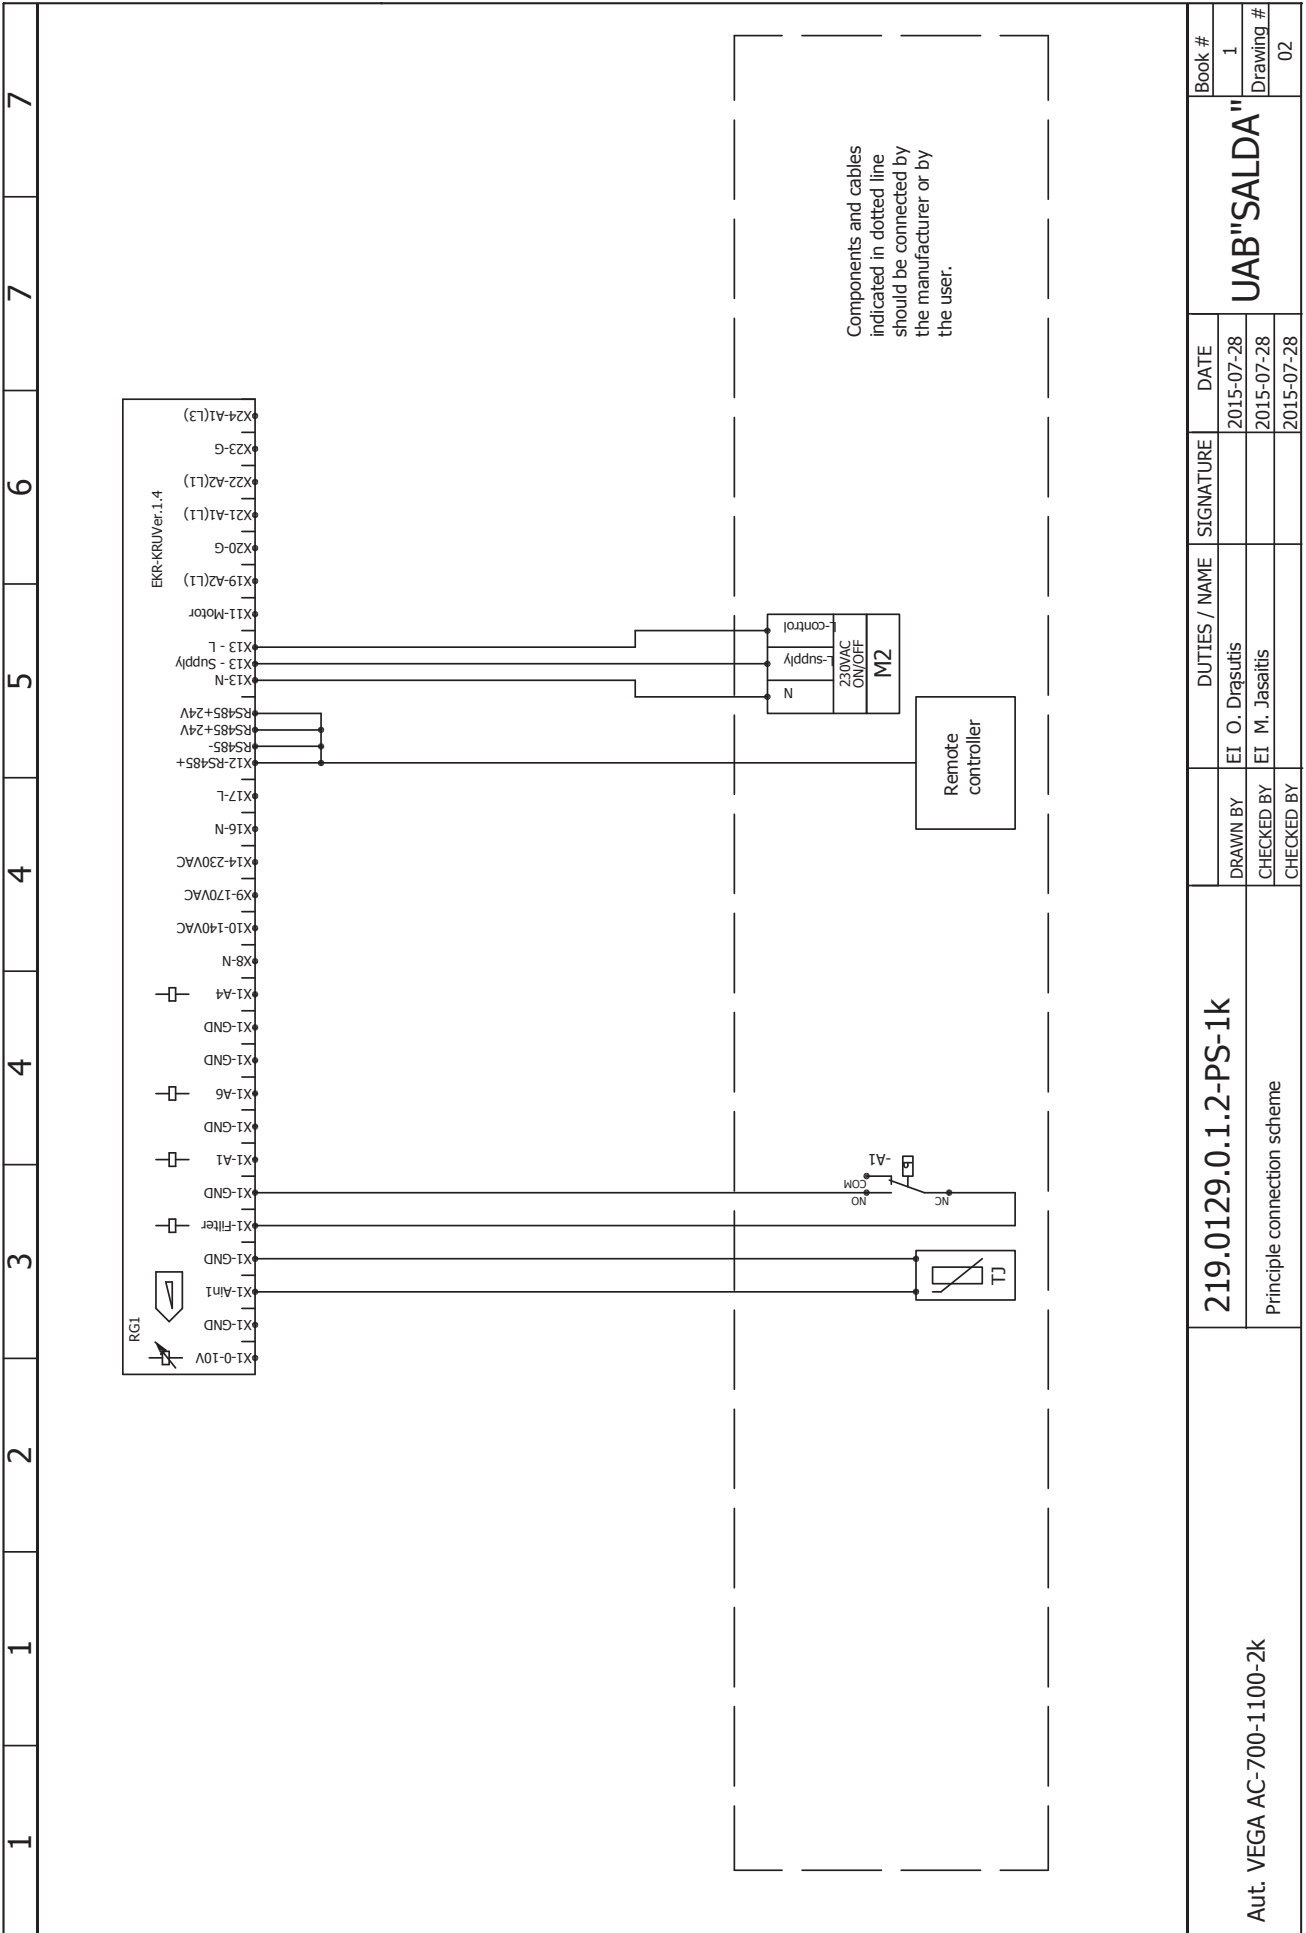 1
1
2
3
4
4
5
6
7
7
RG1
EKR-KRUVer.1.4
X1-0-10V
X1-GND
X1-Ain1
X1-GND
X1-Filter
X1-GND
X1-A1
X1-GND
X1-A6
X1-GND
X1-GND
X1-A4
X8-N
X10-140VAC
X9-170VAC
X14-230VAC
X16-N
X17-L
X12-RS485+
RS485-
RS485+24V
RS485+24V
X13-N
X13 - Supply
X13 - L
X11-Motor
X19-A2(L1)
X20-G
X21-A1(L1)
X22-A2(L1)
X23-G
X24-A1(L3)
TJ
NO
COM
NC
-A1
Remote
controller
N
L-supply
L-control
230VAC
ON/OFF
M2
Components and cables
indicated in dotted line
should be connected by
the manufacturer or by
the user.
Aut. VEGA AC-700-1100-2k
219.0129.0.1.2-PS-1k
Principle connection scheme
DUTIES / NAME
SIGNATURE
DATE
DRAWN BY
EI O. Drąsutis
2015-07-28
CHECKED BY
EI M. Jasaitis
2015-07-28
CHECKED BY
2015-07-28
UAB"SALDA"
Book #
1
Drawing #
02